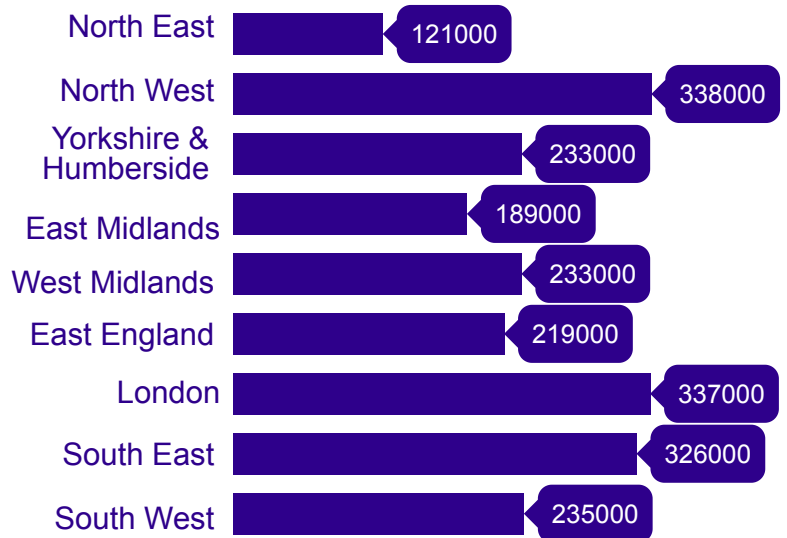 North East
121000
North West
338000
Yorkshire &
Humberside
233000
East Midlands
189000
West Midlands
233000
East England
219000
London
337000
South East
326000
South West
235000